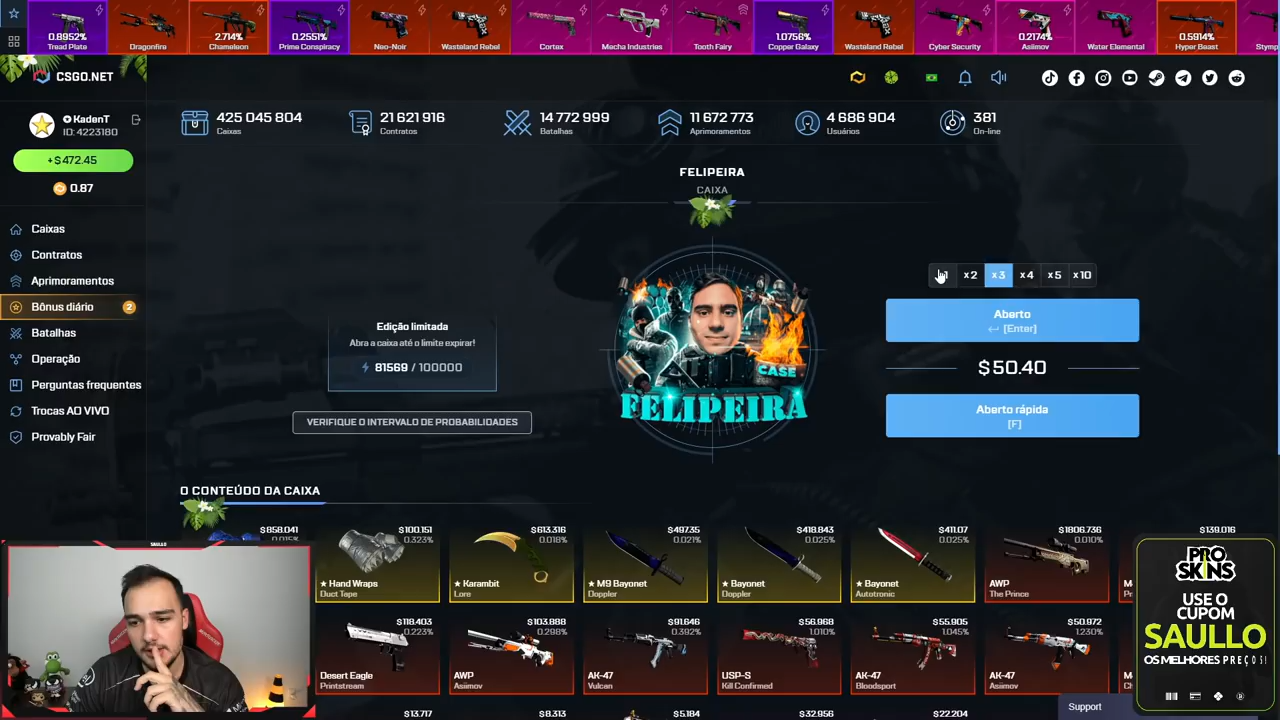 0.8952%
Tread Plate
Dragonfire
2.714%
Chameleon
0.2551%
Prime Conspiracy
Neo-Noir
Wasteland Rebel
Cortex
Mecha Industries
Tooth Fairy
1.0756%
Copper Galaxy
Wasteland Rebel
Cyber Security
0.2174%
Asiimov
Water Elemental
0.5914%
Hyper Beast
CSGO.NET
KadenT
ID: 4223180
+$472.45
0.87
Caixas
Contratos
Aprimoramentos
Bônus diário
2
Batalhas
Operação
Perguntas frequentes
Trocas AO VIVO
Provably Fair
425 045 804
Caixas
21 621 916
Contratos
14 772 999
Batalhas
11 672 773
Aprimoramentos
4 686 904
Usuários
381
On-line
FELIPEIRA
CAIXA
Edição limitada
Abra a caixa até o limite expirar!
81569 / 100000
VERIFIQUE O INTERVALO DE PROBABILIDADES
CASE
FELIPEIRA
x2
x3
x4
x5
x10
Aberto
[Enter]
$50.40
Aberto rápida
[F]
O CONTEÚDO DA CAIXA
$858.041
0.015%
$100.151
0.323%
★ Hand Wraps
Duct Tape
$613.316
0.018%
★ Karambit
Lore
$497.35
0.021%
★ M9 Bayonet
Doppler
$418.843
0.025%
★ Bayonet
Doppler
$411.07
0.025%
★ Bayonet
Autotronic
$1806.736
0.010%
AWP
The Prince
$139.016
$118.403
0.223%
Desert Eagle
Printstream
$103.888
0.298%
AWP
Asiimov
$91.646
0.392%
AK-47
Vulcan
$56.968
1.010%
USP-S
Kill Confirmed
$55.905
1.045%
AK-47
Bloodsport
$50.972
1.230%
AK-47
Asiimov
$13.717
$8.313
$5.184
$32.956
$22.204
SAULLO
PRO
SKINS
USE O
CUPOM
SAULLO
OS MELHORES PREÇOS!
Support